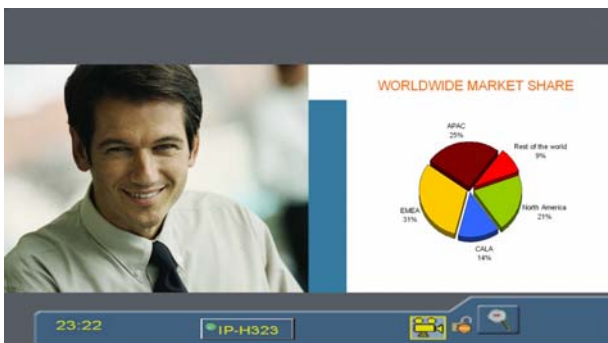 WORLDWIDE MARKET SHARE
APAC
25%
Rest of the world
9%
EMEA
31%
North America
21%
CALA
14%
23:22
IP-H323